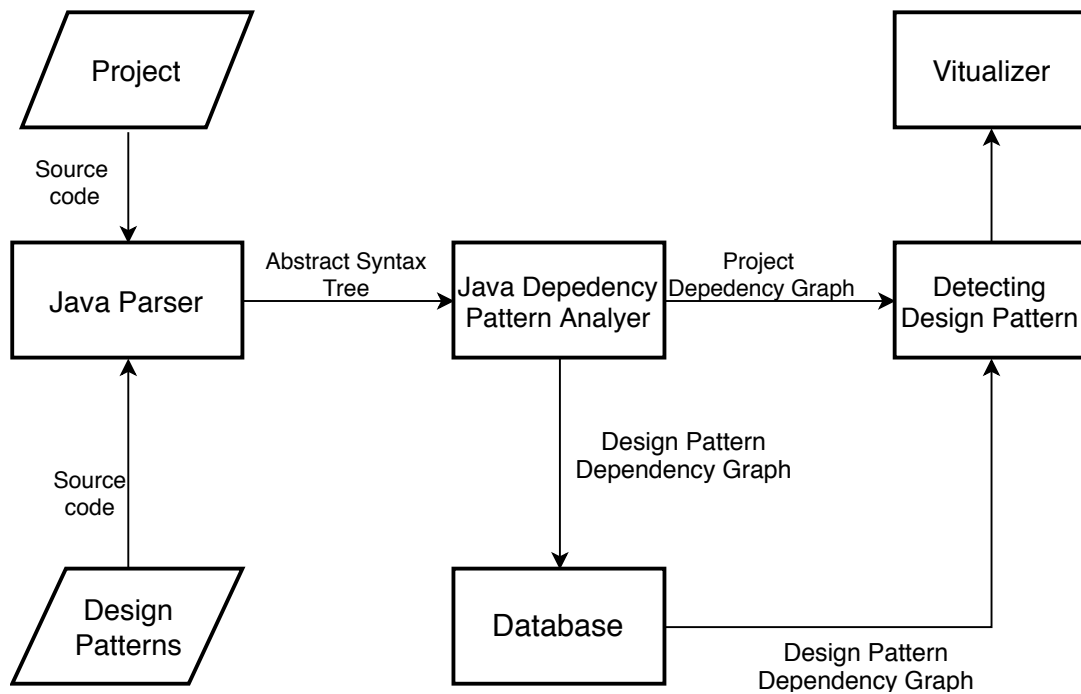 Project
Vitualizer
Source
code
Java Parser
Abstract Syntax
Tree
Java Depedency
Pattern Analyer
Project
Depedency Graph
Detecting
Design Pattern
Design Pattern
Dependency Graph
Source
code
Design
Patterns
Database
Design Pattern
Dependency Graph